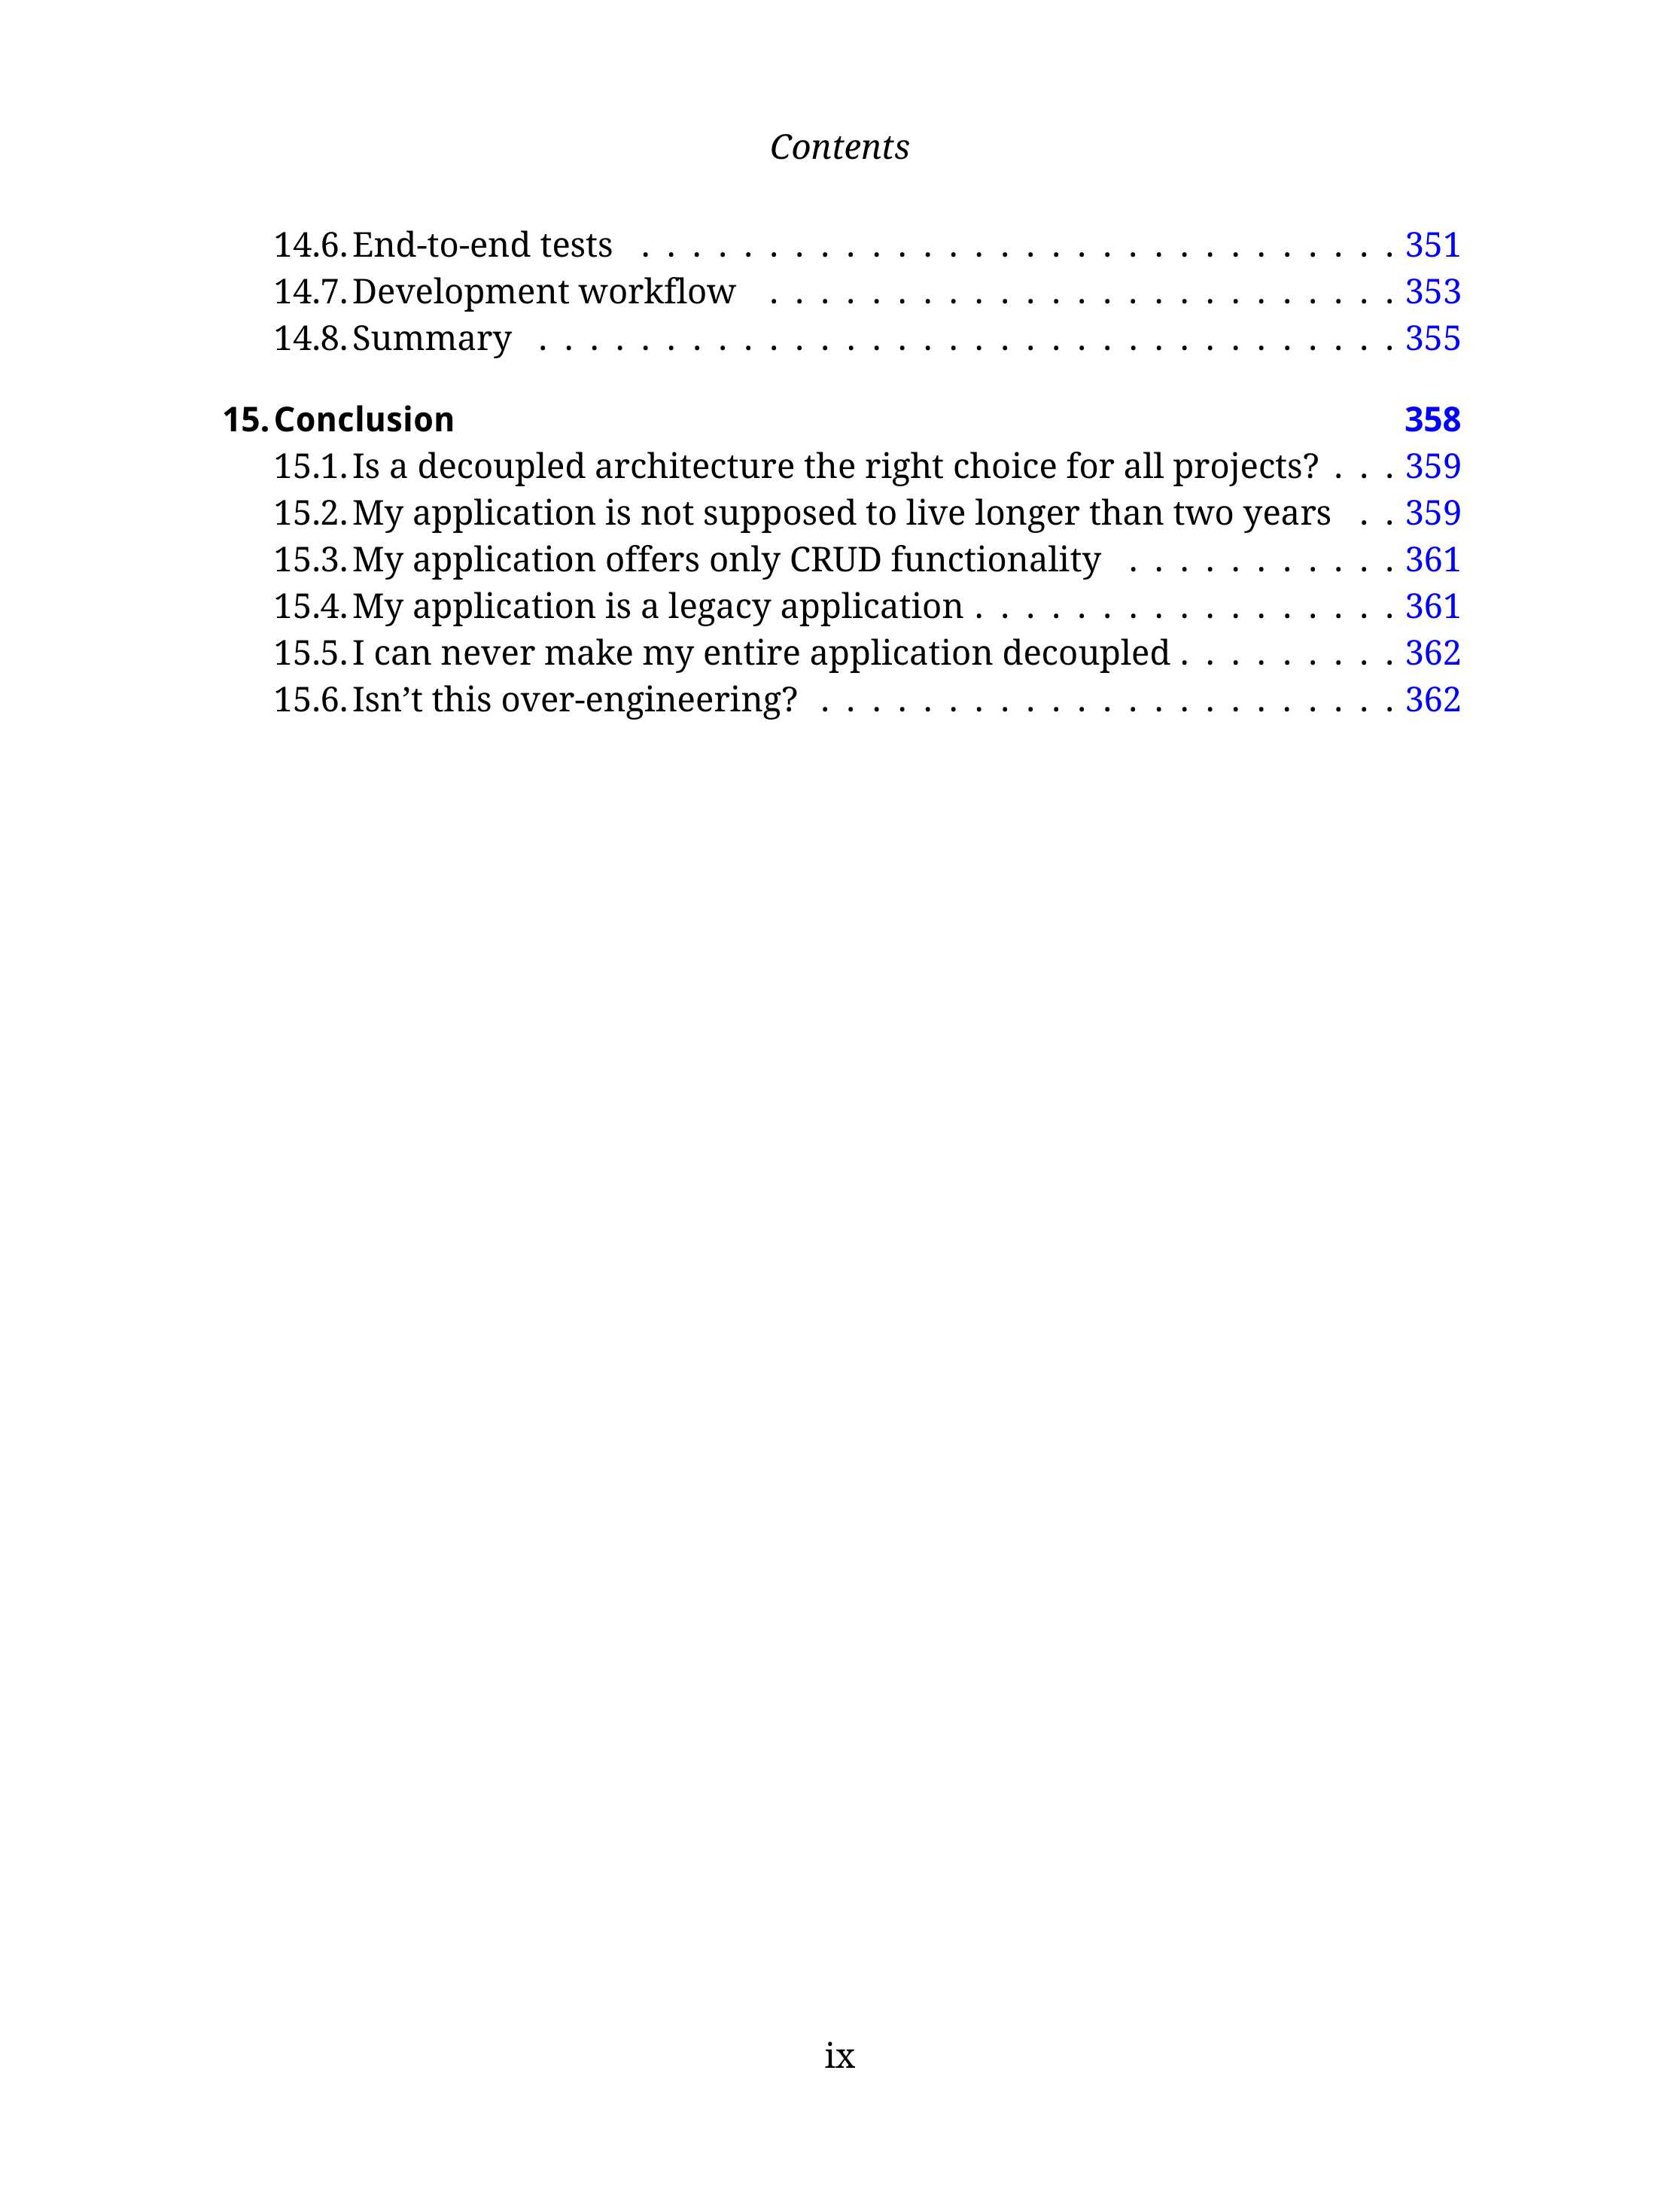 Contents
14.6. End-to-end tests . . . . . . . . . . . . . . . . . . . . . . . . . . . . . . 351
14.7. Development workflow . . . . . . . . . . . . . . . . . . . . . . . . . 353
14.8. Summary . . . . . . . . . . . . . . . . . . . . . . . . . . . . . . . . . . 355
15. Conclusion 358
15.1. Is a decoupled architecture the right choice for all projects? . . . 359
15.2. My application is not supposed to live longer than two years . . 359
15.3. My application offers only CRUD functionality . . . . . . . . . . . 361
15.4. My application is a legacy application . . . . . . . . . . . . . . . . . 361
15.5. I can never make my entire application decoupled . . . . . . . . . 362
15.6. Isn’t this over-engineering? . . . . . . . . . . . . . . . . . . . . . . . 362
ix